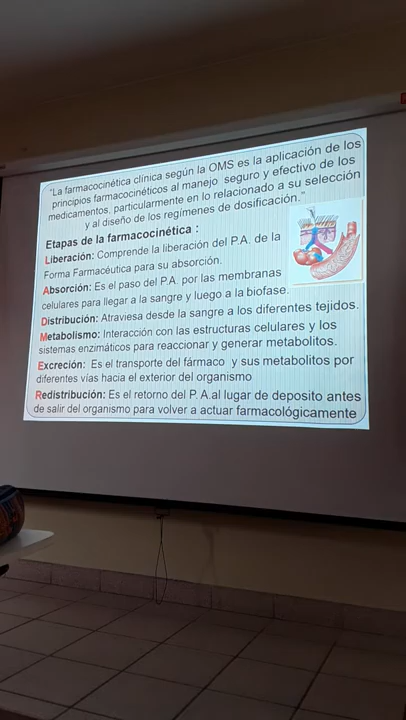 "La farmacocinética clínica según la OMS es la aplicación de los
principios farmacocinéticos al manejo seguro y efectivo de los
medicamentos, particularmente en lo relacionado a su selección
y al diseño de los regímenes de dosificación."
Etapas de la farmacocinética :
Liberación: Comprende la liberación del P.A. de la
Forma Farmacéutica para su absorción.
Absorción: Es el paso del P.A. por las membranas
celulares para llegar a la sangre y luego a la biofase.
Distribución: Atraviesa desde la sangre a los diferentes tejidos.
Metabolismo: Interacción con las estructuras celulares y los
sistemas enzimáticos para reaccionar y generar metabolitos.
Excreción: Es el transporte del fármaco y sus metabolitos por
diferentes vías hacia el exterior del organismo
Redistribución: Es el retorno del P. A.al lugar de deposito antes
de salir del organismo para volver a actuar farmacológicamente